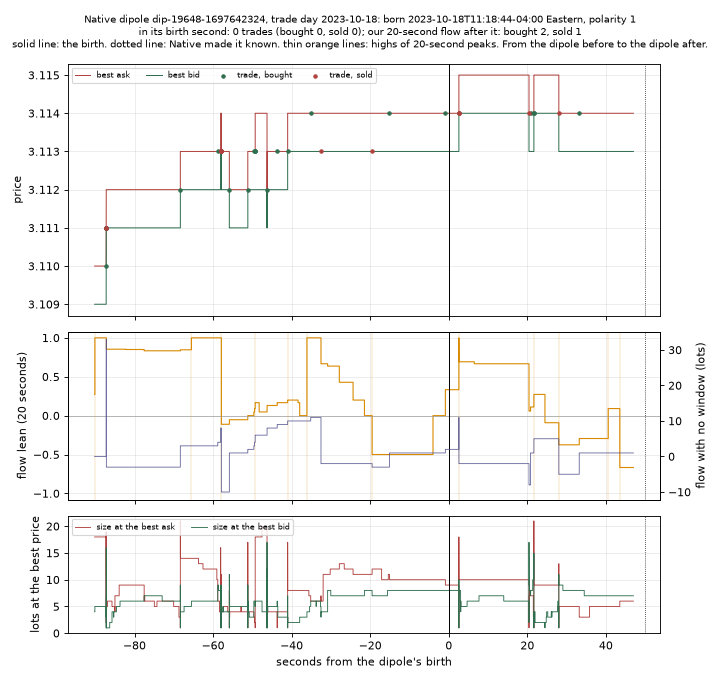 Native dipole dip-19648-1697642324, trade day 2023-10-18: born 2023-10-18T11:18:44-04:00 Eastern, polarity 1
in its birth second: 0 trades (bought 0, sold 0); our 20-second flow after it: bought 2, sold 1
solid line: the birth. dotted line: Native made it known. thin orange lines: highs of 20-second peaks. From the dipole before to the dipole after.
best ask
best bid
trade, bought
trade, sold
3.115
3.114
3.113
3.112
3.111
3.110
3.109
price
1.0
0.5
0.0
−0.5
−1.0
flow lean (20 seconds)
30
20
10
0
−10
flow with no window (lots)
size at the best ask
size at the best bid
20
15
10
5
0
lots at the best price
−80
−60
−40
−20
0
20
40
seconds from the dipole's birth